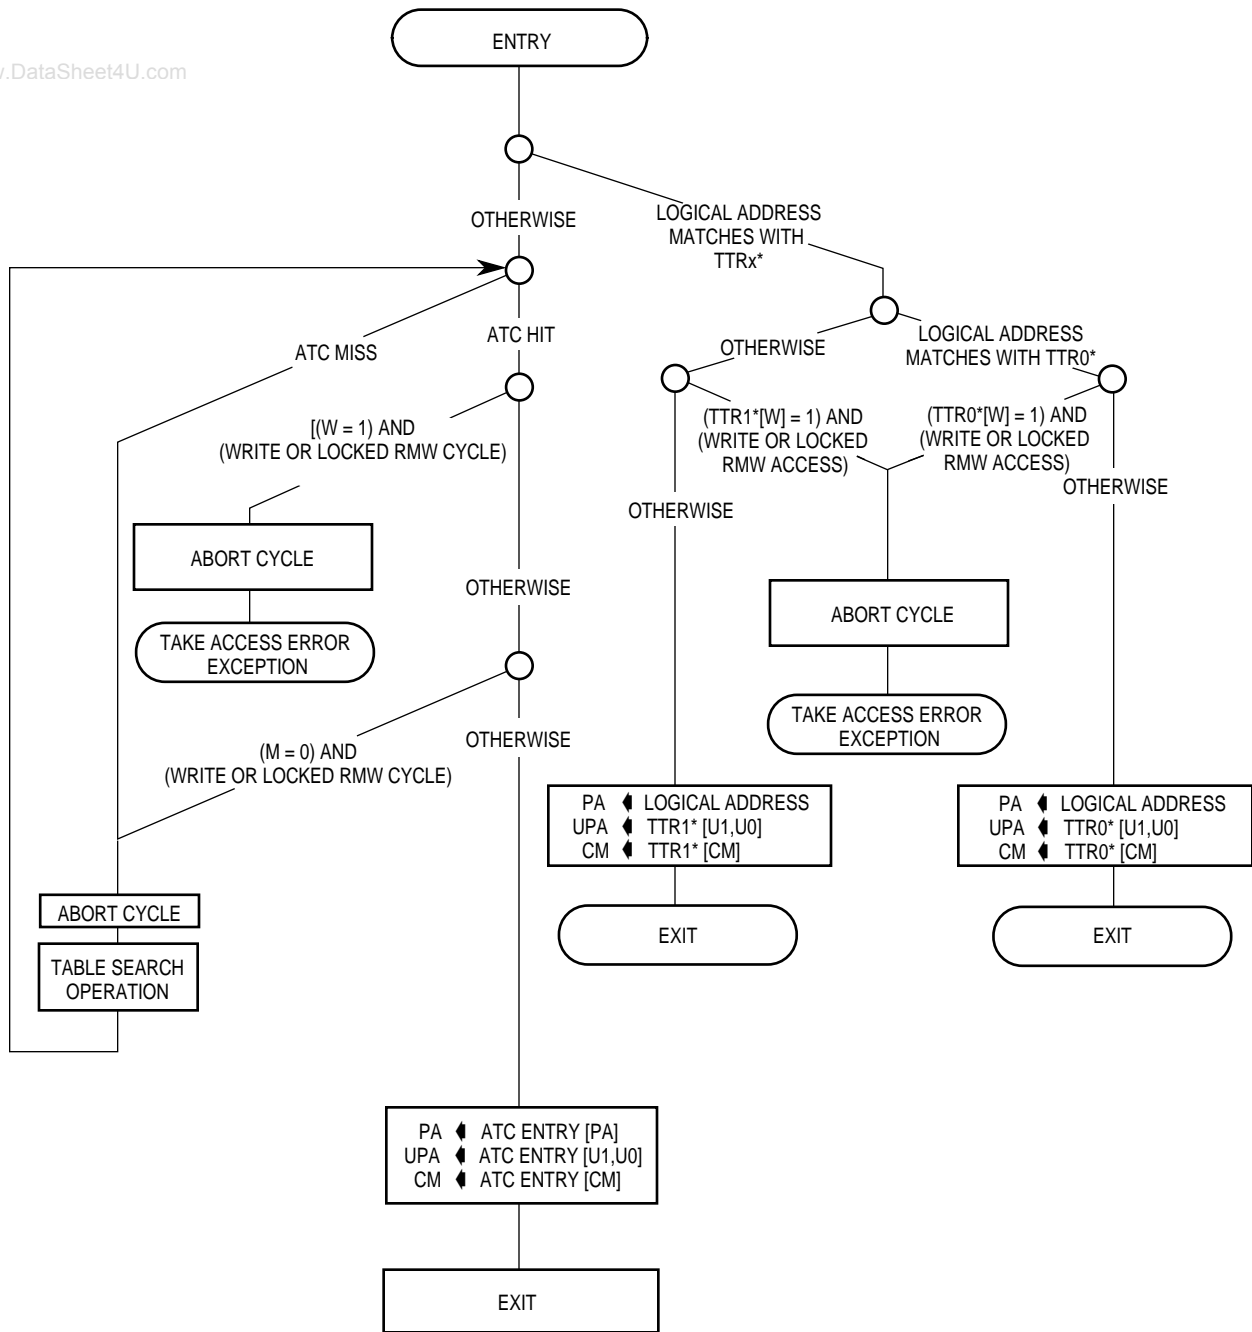 w.DataSheet4U.com
ENTRY
OTHERWISE
LOGICAL ADDRESS
MATCHES WITH
TTRx*
ATC MISS
ATC HIT
OTHERWISE
LOGICAL ADDRESS
MATCHES WITH TTR0*
[(W = 1) AND
(WRITE OR LOCKED RMW CYCLE)
(TTR1*[W] = 1) AND
(WRITE OR LOCKED
RMW ACCESS)
(TTR0*[W] = 1) AND
(WRITE OR LOCKED
RMW ACCESS)
OTHERWISE
OTHERWISE
ABORT CYCLE
OTHERWISE
ABORT CYCLE
TAKE ACCESS ERROR
EXCEPTION
TAKE ACCESS ERROR
EXCEPTION
(M = 0) AND
(WRITE OR LOCKED RMW CYCLE)
OTHERWISE
PA LOGICAL ADDRESS
UPA TTR1* [U1,U0]
CM TTR1* [CM]
PA LOGICAL ADDRESS
UPA TTR0* [U1,U0]
CM TTR0* [CM]
ABORT CYCLE
EXIT
EXIT
TABLE SEARCH
OPERATION
PA ATC ENTRY [PA]
UPA ATC ENTRY [U1,U0]
CM ATC ENTRY [CM]
EXIT